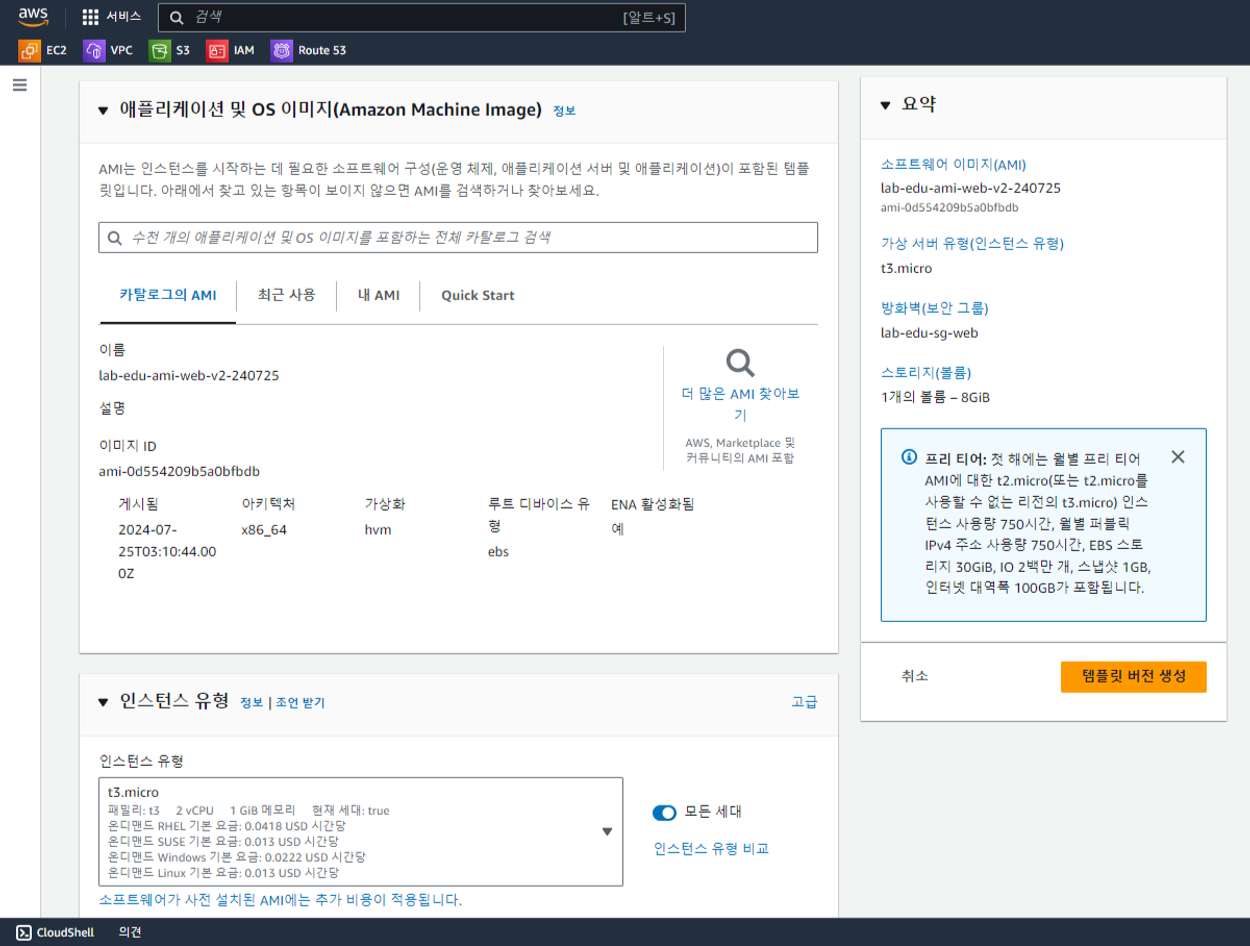 aws
서비스
검색
[알트+S]
EC2
VPC
S3
IAM
Route 53
애플리케이션 및 OS 이미지(Amazon Machine Image) 정보
AMI는 인스턴스를 시작하는 데 필요한 소프트웨어 구성(운영 체제, 애플리케이션 서버 및 애플리케이션)이 포함된 템플
릿입니다. 아래에서 찾고 있는 항목이 보이지 않으면 AMI를 검색하거나 찾아보세요.
수천 개의 애플리케이션 및 OS 이미지를 포함하는 전체 카탈로그 검색
카탈로그의 AMI
최근 사용
내 AMI
Quick Start
이름
lab-edu-ami-web-v2-240725
설명
이미지 ID
ami-0d554209b5a0bfbdb
더 많은 AMI 찾아보
기
AWS, Marketplace 및
커뮤니티의 AMI 포함
게시됨
2024-07-
25T03:10:44.00
0Z
아키텍처
x86_64
가상화
hvm
루트 디바이스 유
형
ebs
ENA 활성화됨
예
인스턴스 유형 정보 | 조언 받기
고급
인스턴스 유형
t3.micro
패밀리: t3 2 vCPU 1 GiB 메모리 현재 세대: true
온디맨드 RHEL 기본 요금: 0.0418 USD 시간당
온디맨드 SUSE 기본 요금: 0.013 USD 시간당
온디맨드 Windows 기본 요금: 0.0222 USD 시간당
온디맨드 Linux 기본 요금: 0.013 USD 시간당
모든 세대
인스턴스 유형 비교
소프트웨어가 사전 설치된 AMI에는 추가 비용이 적용됩니다.
요약
소프트웨어 이미지(AMI)
lab-edu-ami-web-v2-240725
ami-0d554209b5a0bfbdb
가상 서버 유형(인스턴스 유형)
t3.micro
방화벽(보안 그룹)
lab-edu-sg-web
스토리지(볼륨)
1개의 볼륨 – 8GiB
프리 티어: 첫 해에는 월별 프리 티어
AMI에 대한 t2.micro(또는 t2.micro를
사용할 수 없는 리전의 t3.micro) 인스
턴스 사용량 750시간, 월별 퍼블릭
IPv4 주소 사용량 750시간, EBS 스토
리지 30GiB, IO 2백만 개, 스냅샷 1GB,
인터넷 대역폭 100GB가 포함됩니다.
취소
템플릿 버전 생성
CloudShell
의견